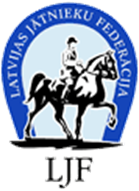 LATVIJAS JĀTNIEKU FEDERĀCIJA
LJF